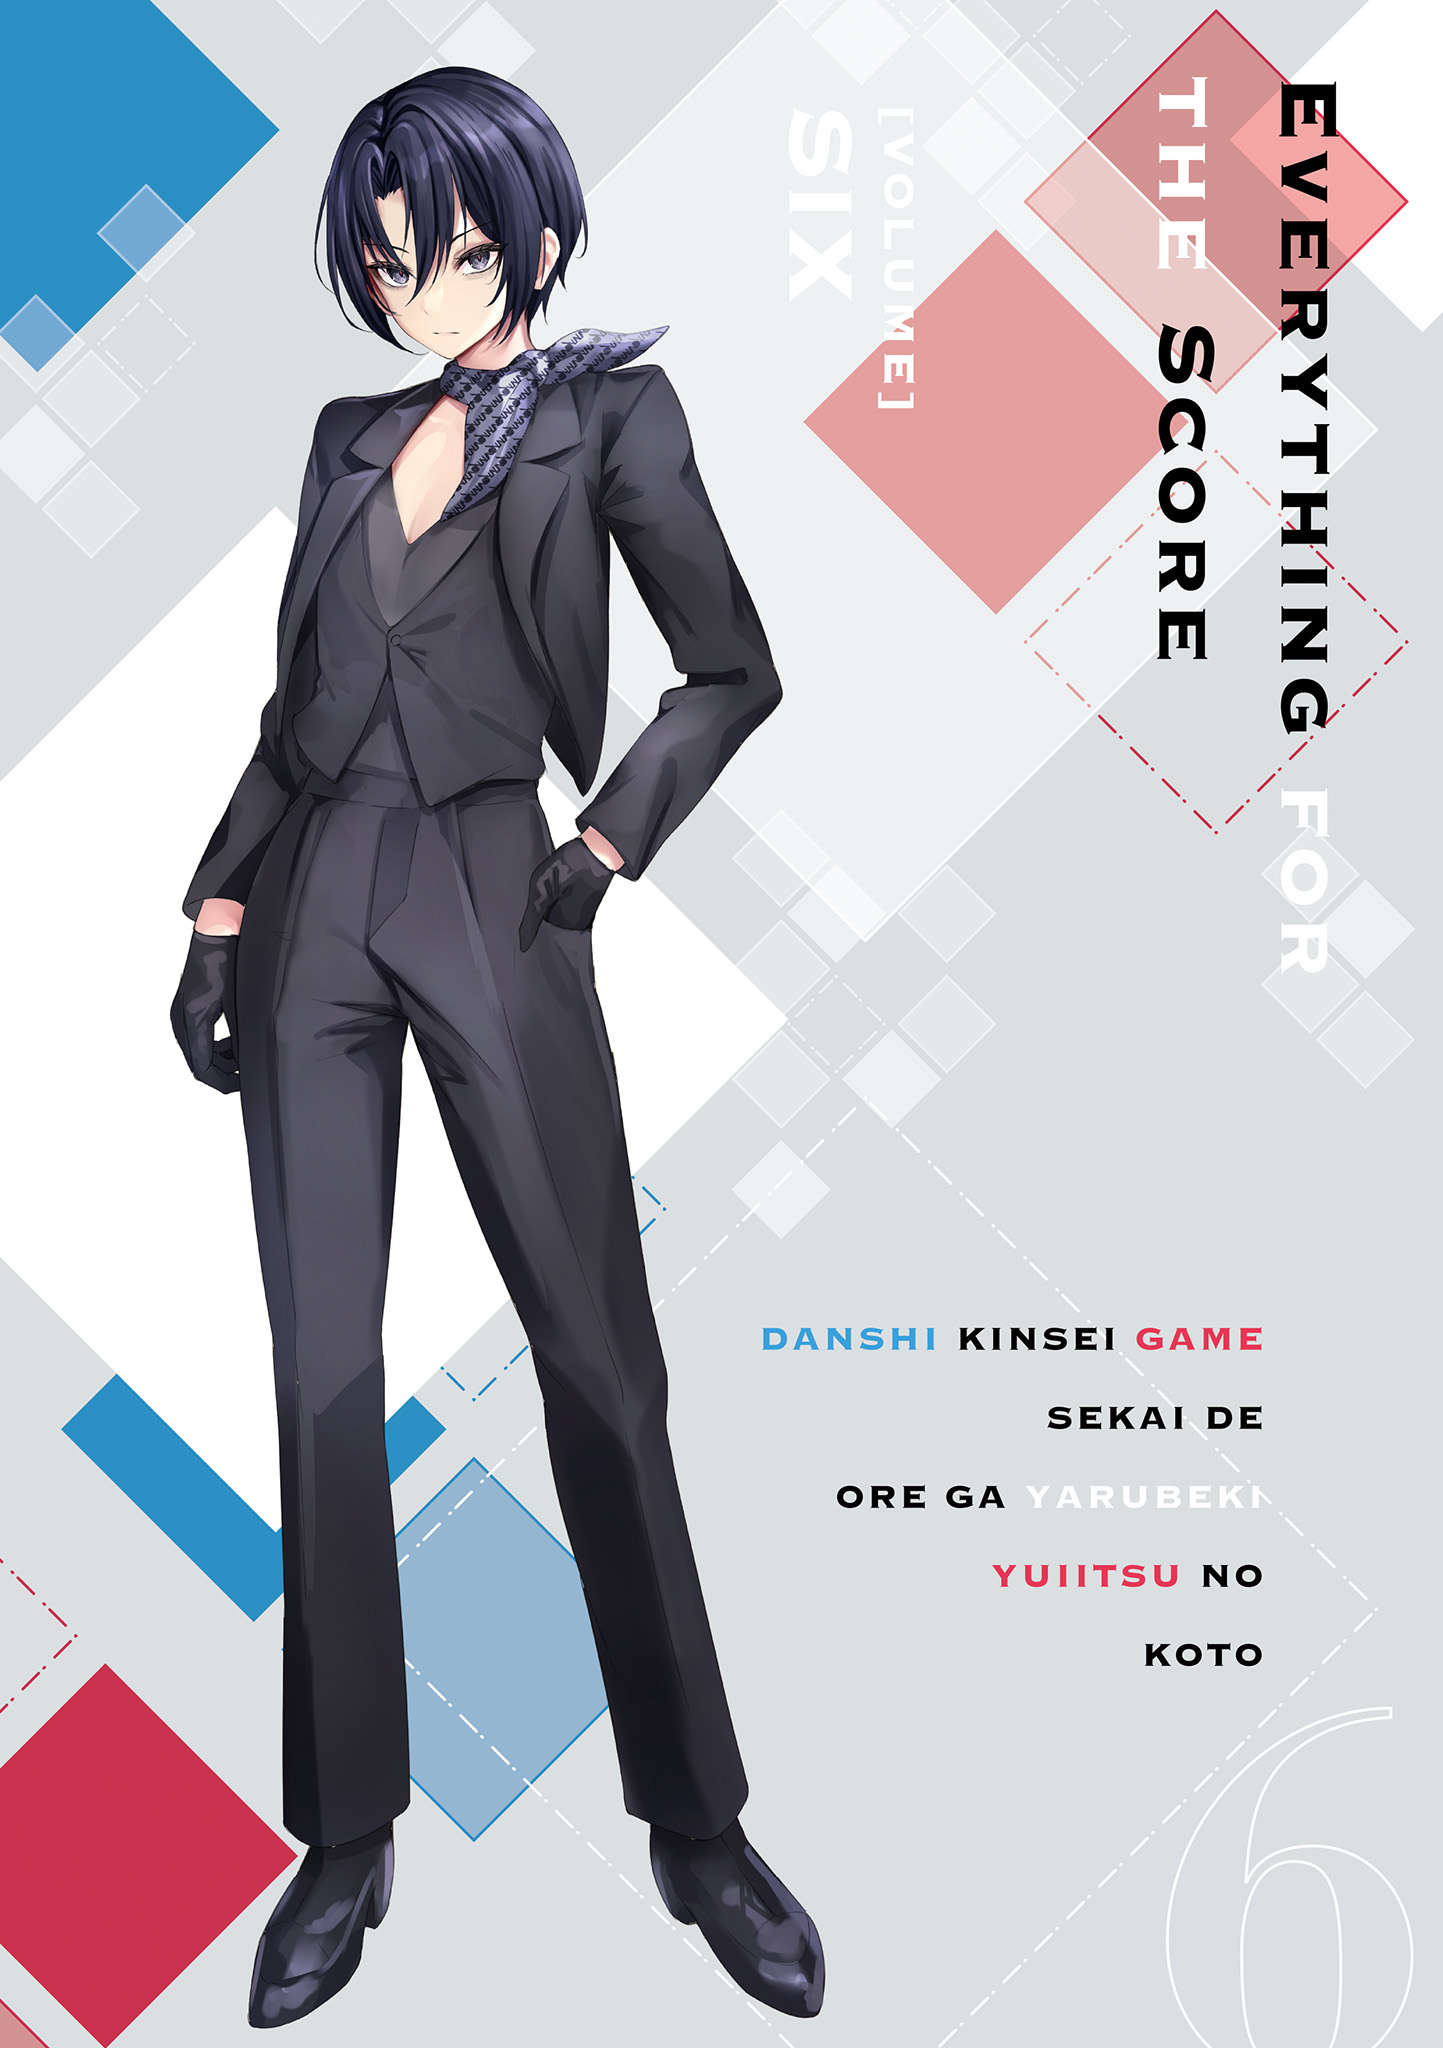 EVERYTHING FOR
THE SCORE
[VOLUME]
SIX
DANSHI KINSEI GAME
SEKAI DE
ORE GA YARUBEKI
YUIITSU NO
KOTO
6